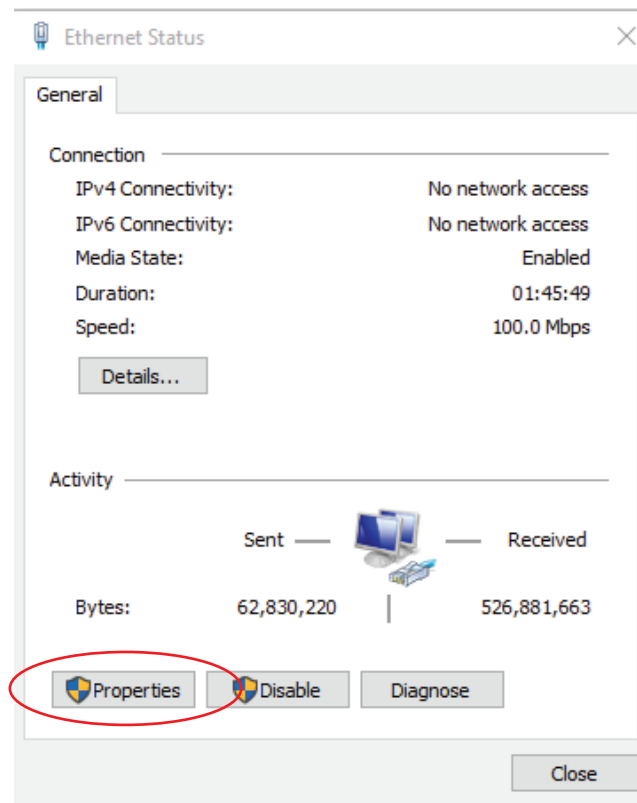 Ethernet Status
General
Connection
IPv4 Connectivity: No network access
IPv6 Connectivity: No network access
Media State: Enabled
Duration: 01:45:49
Speed: 100.0 Mbps
Details...
Activity
Sent Received
Bytes: 62,830,220 526,881,663
Properties Disable Diagnose
Close